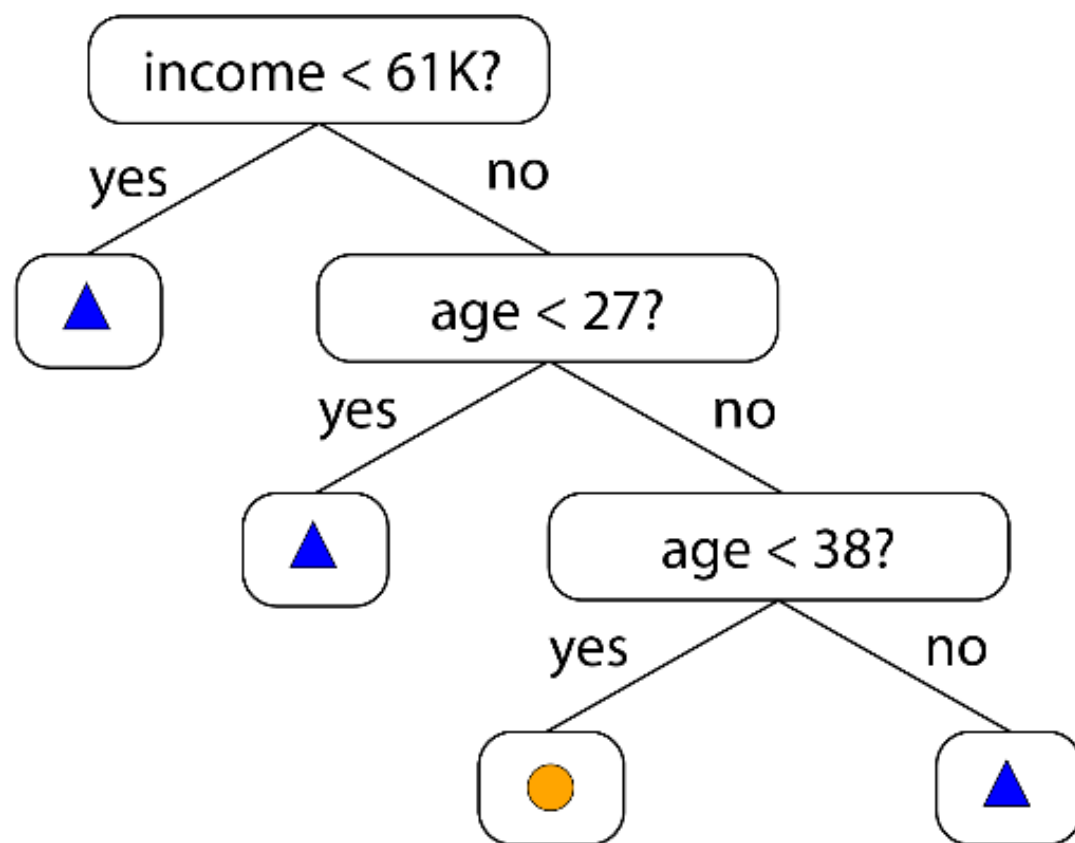 income < 61K?
yes
no
age < 27?
yes
no
age < 38?
yes
no